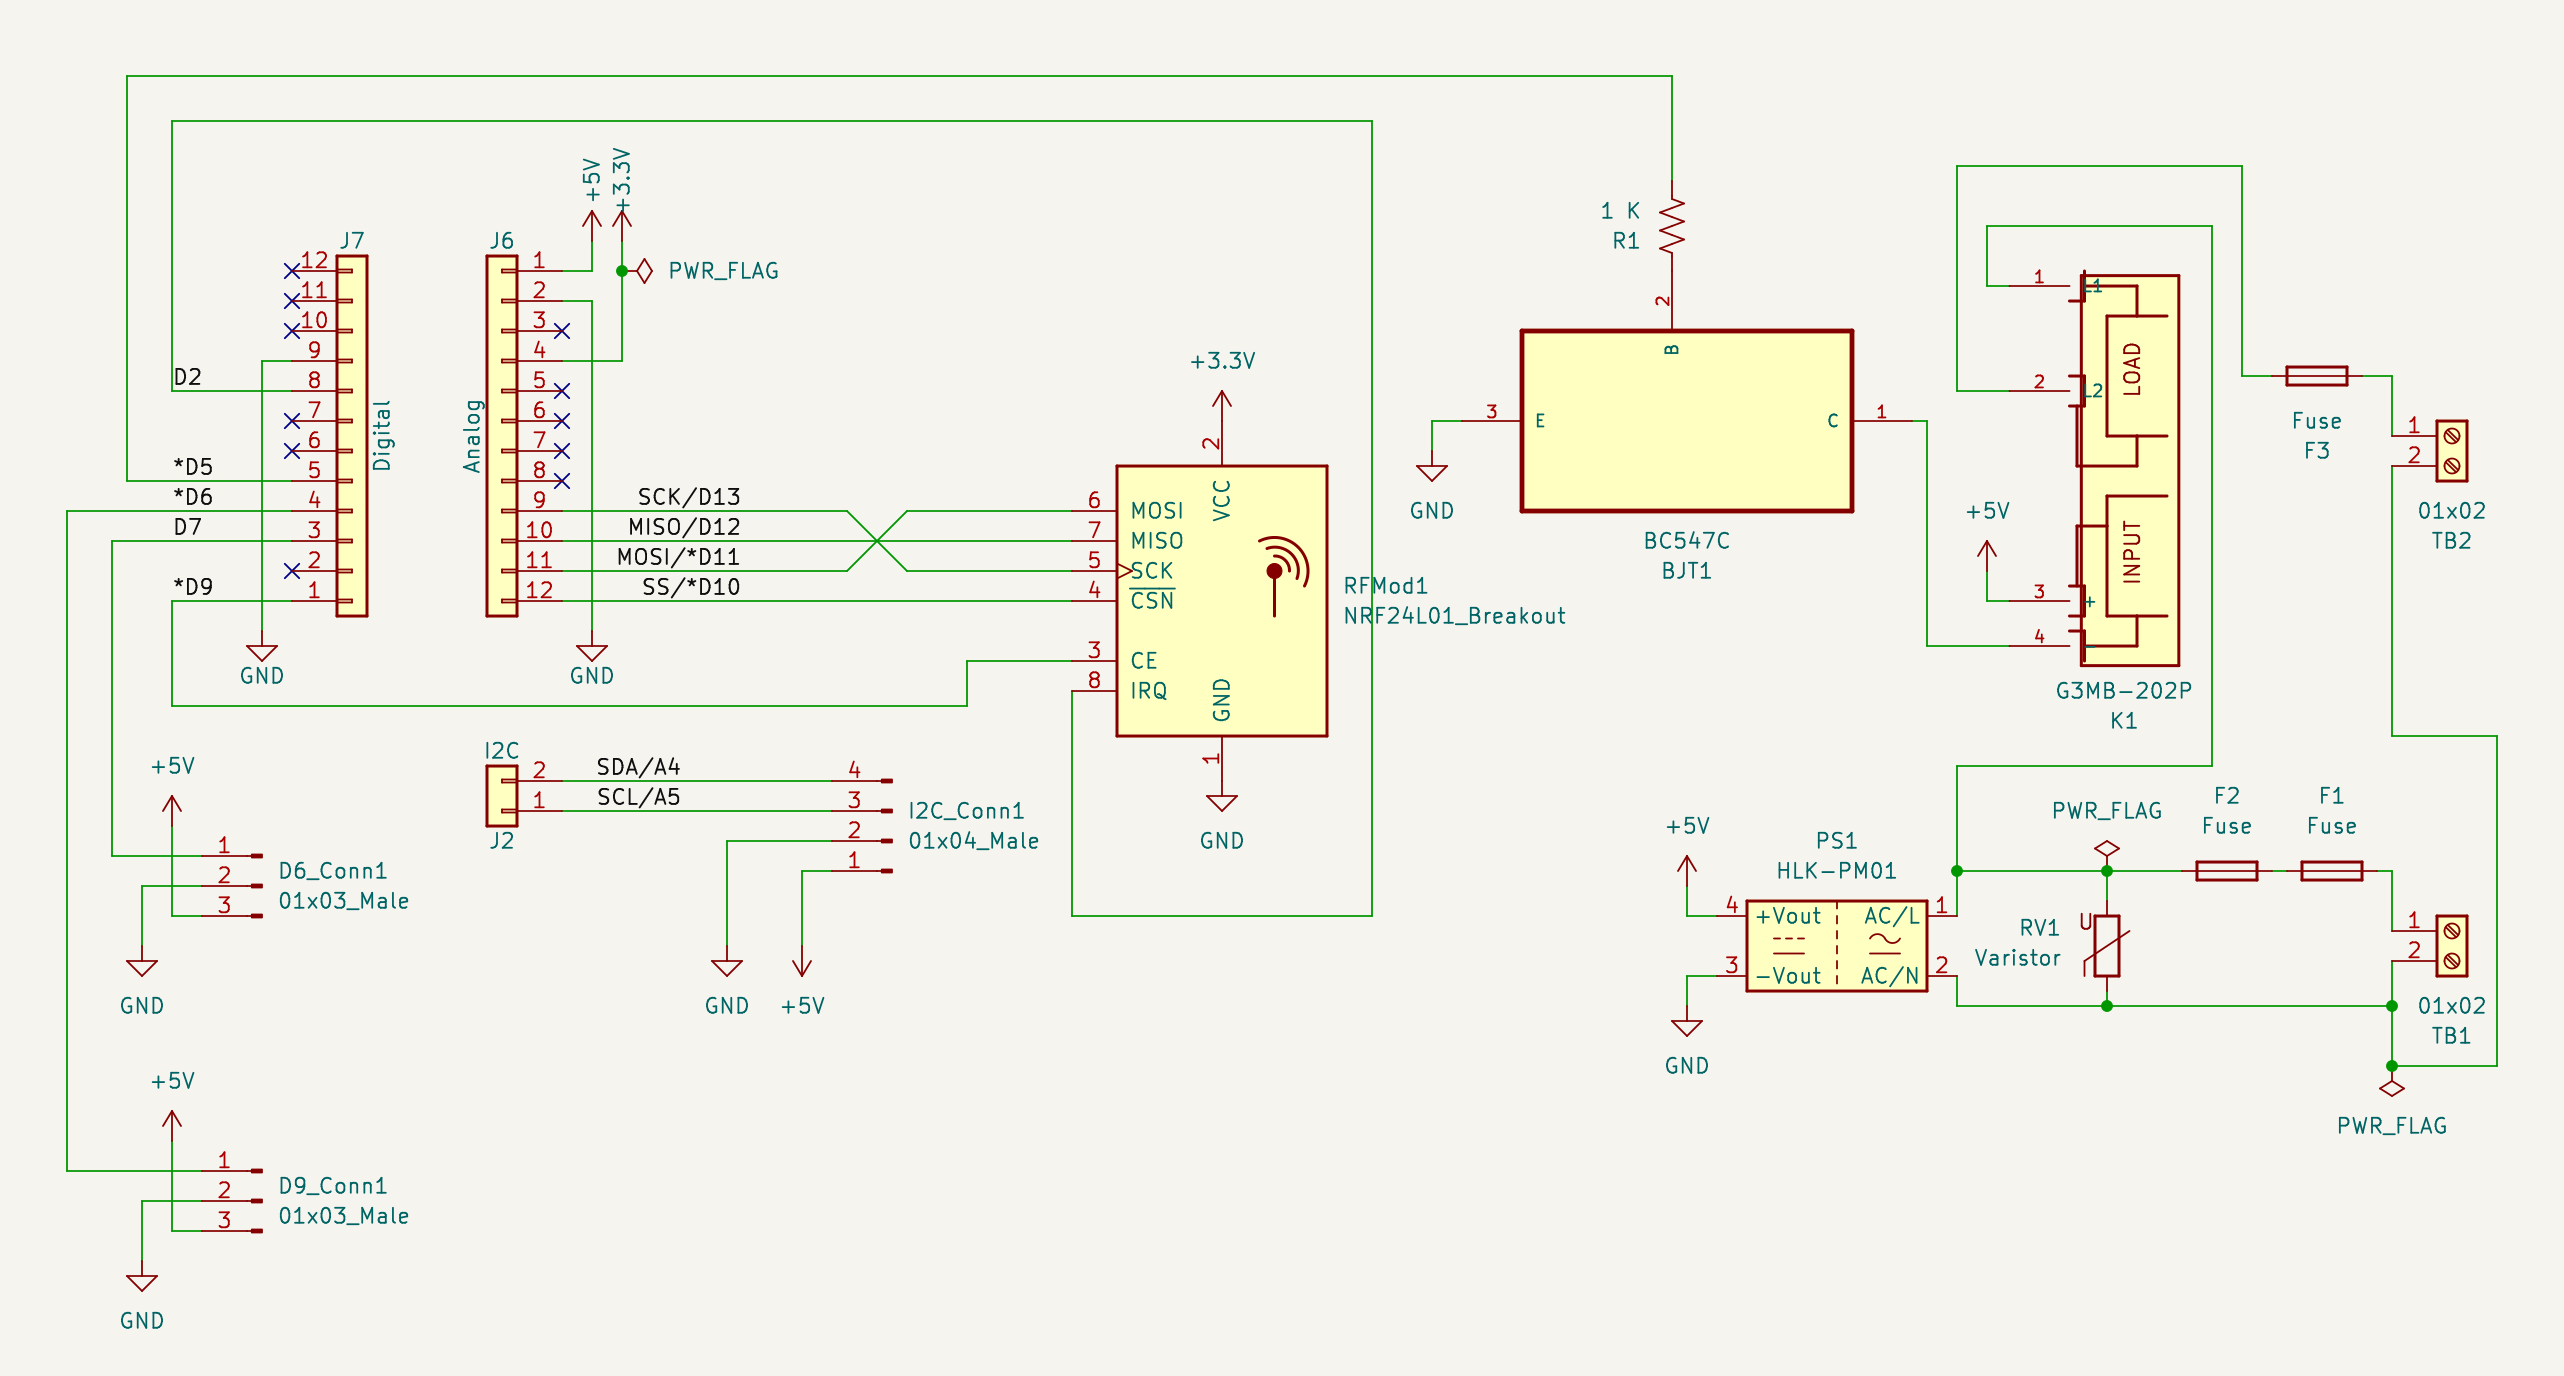 +5V
+3.3V
J7
12
11
10
9
8
7
6
5
4
3
2
1
Digital
D2
*D5
*D6
D7
*D9
GND
J6
1
2
3
4
5
6
7
8
9
10
11
12
Analog
PWR_FLAG
SCK/D13
MISO/D12
MOSI/*D11
SS/*D10
GND
+3.3V
2
VCC
6 MOSI
7 MISO
5 SCK
4 CSN
3 CE
8 IRQ
GND
1
GND
RFMod1
NRF24L01_Breakout
1 K
R1
2
B
3 E
C 1
GND
BC547C
BJT1
1 L1
2 L2
LOAD
+5V
INPUT
3 +
4 -
G3MB-202P
K1
Fuse
F3
1
2
01x02
TB2
I2C
2
1
J2
SDA/A4
SCL/A5
4
3
2
1
I2C_Conn1
01x04_Male
GND
+5V
+5V
1
2
3
D6_Conn1
01x03_Male
GND
+5V
1
2
3
D9_Conn1
01x03_Male
GND
+5V
PS1
HLK-PM01
4 +Vout AC/L 1
3 -Vout AC/N 2
GND
PWR_FLAG
F2
Fuse
F1
Fuse
RV1
Varistor
U
1
2
01x02
TB1
PWR_FLAG